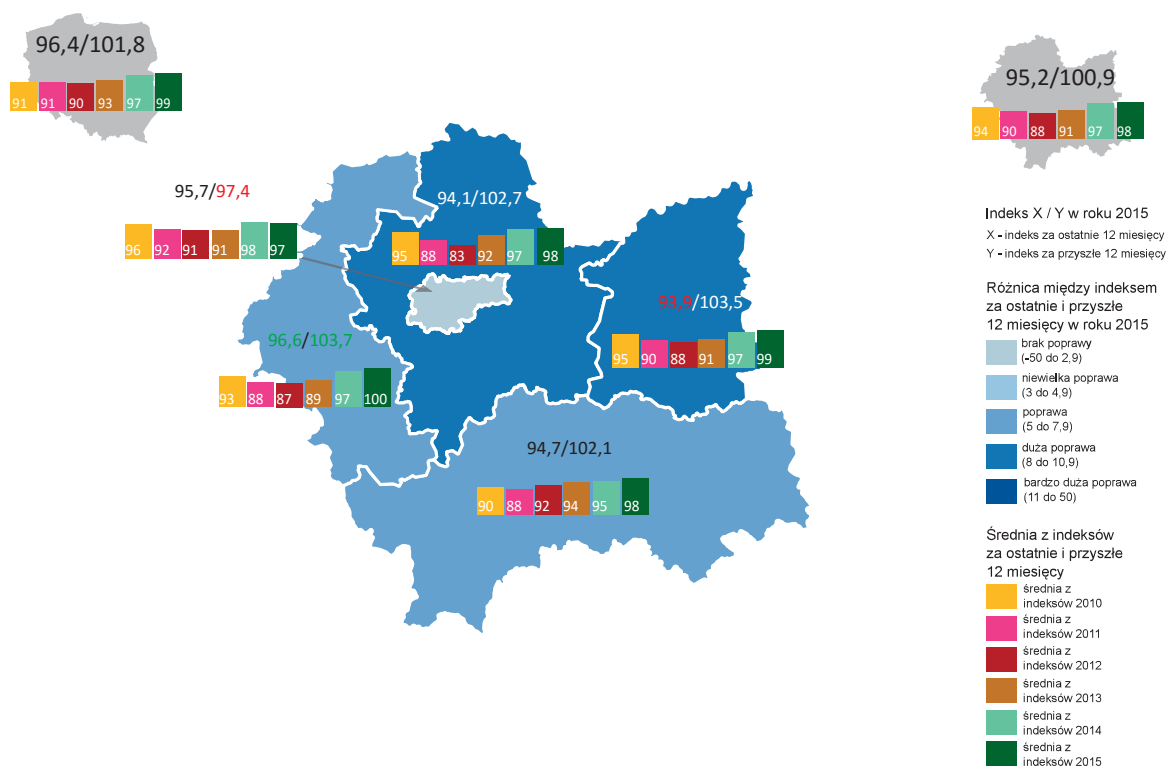 96,4/101,8
91 91 90 93 97 99
95,2/100,9
94 90 88 91 97 98
95,7/97,4
96 92 91 91 98 97
94,1/102,7
95 88 83 92 97 98
93,9/103,5
95 90 88 91 97 99
96,6/103,7
93 88 87 89 97 100
94,7/102,1
90 88 92 94 95 98
Indeks X / Y w roku 2015
X - indeks za ostatnie 12 miesięcy
Y - indeks za przyszłe 12 miesięcy
Różnica między indeksem
za ostatnie i przyszłe
12 miesięcy w roku 2015
brak poprawy
(-50 do 2,9)
niewielka poprawa
(3 do 4,9)
poprawa
(5 do 7,9)
duża poprawa
(8 do 10,9)
bardzo duża poprawa
(11 do 50)
Średnia z indeksów
za ostatnie i przyszłe
12 miesięcy
średnia z
indeksów 2010
średnia z
indeksów 2011
średnia z
indeksów 2012
średnia z
indeksów 2013
średnia z
indeksów 2014
średnia z
indeksów 2015